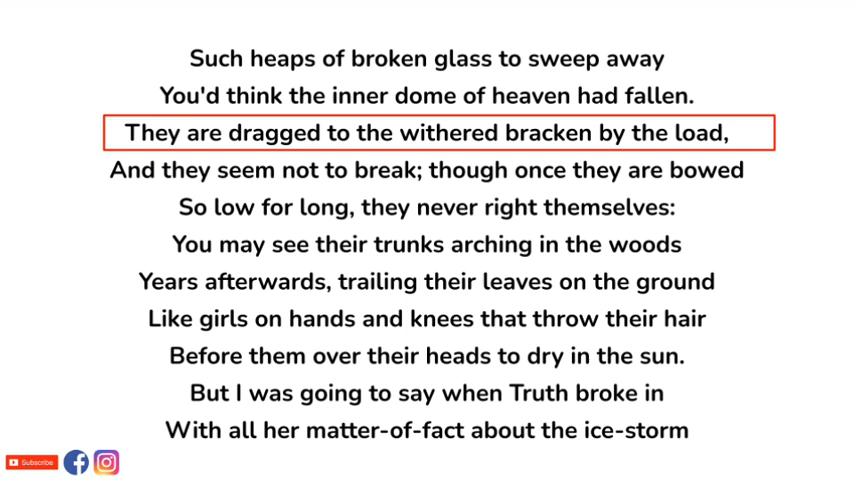 Such heaps of broken glass to sweep away
You'd think the inner dome of heaven had fallen.
They are dragged to the withered bracken by the load,
And they seem not to break; though once they are bowed
So low for long, they never right themselves:
You may see their trunks arching in the woods
Years afterwards, trailing their leaves on the ground
Like girls on hands and knees that throw their hair
Before them over their heads to dry in the sun.
But I was going to say when Truth broke in
With all her matter-of-fact about the ice-storm
Subscribe